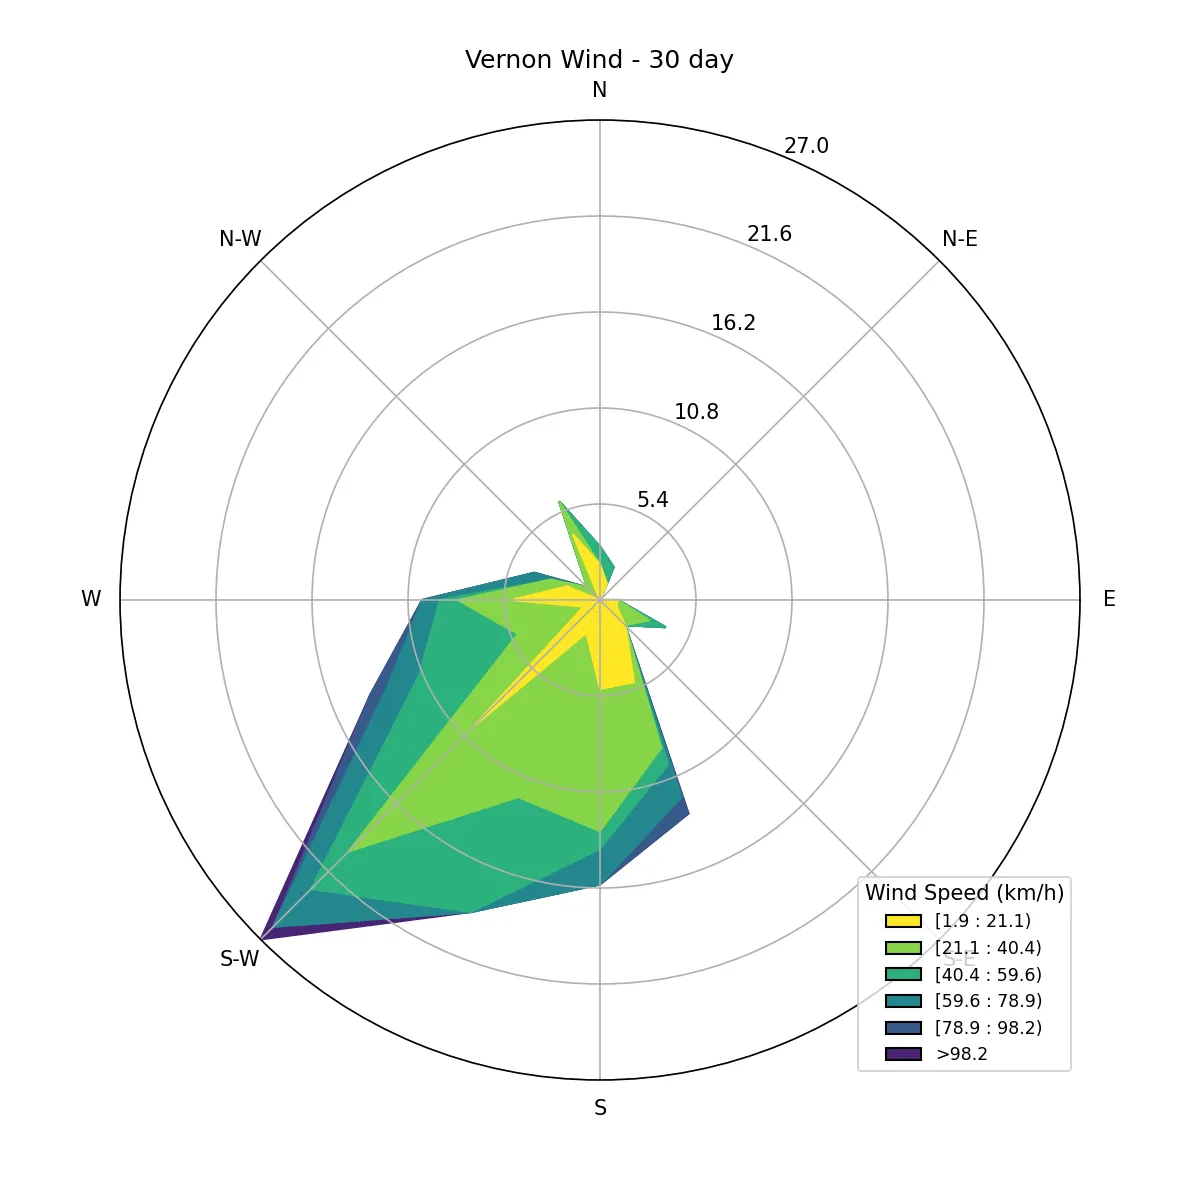 Vernon Wind - 30 day
N
27.0
N-W
21.6
N-E
16.2
10.8
5.4
W
E
Wind Speed (km/h)
[1.9 : 21.1)
[21.1 : 40.4)
S-W
S-E
[40.4 : 59.6)
[59.6 : 78.9)
[78.9 : 98.2)
>98.2
S